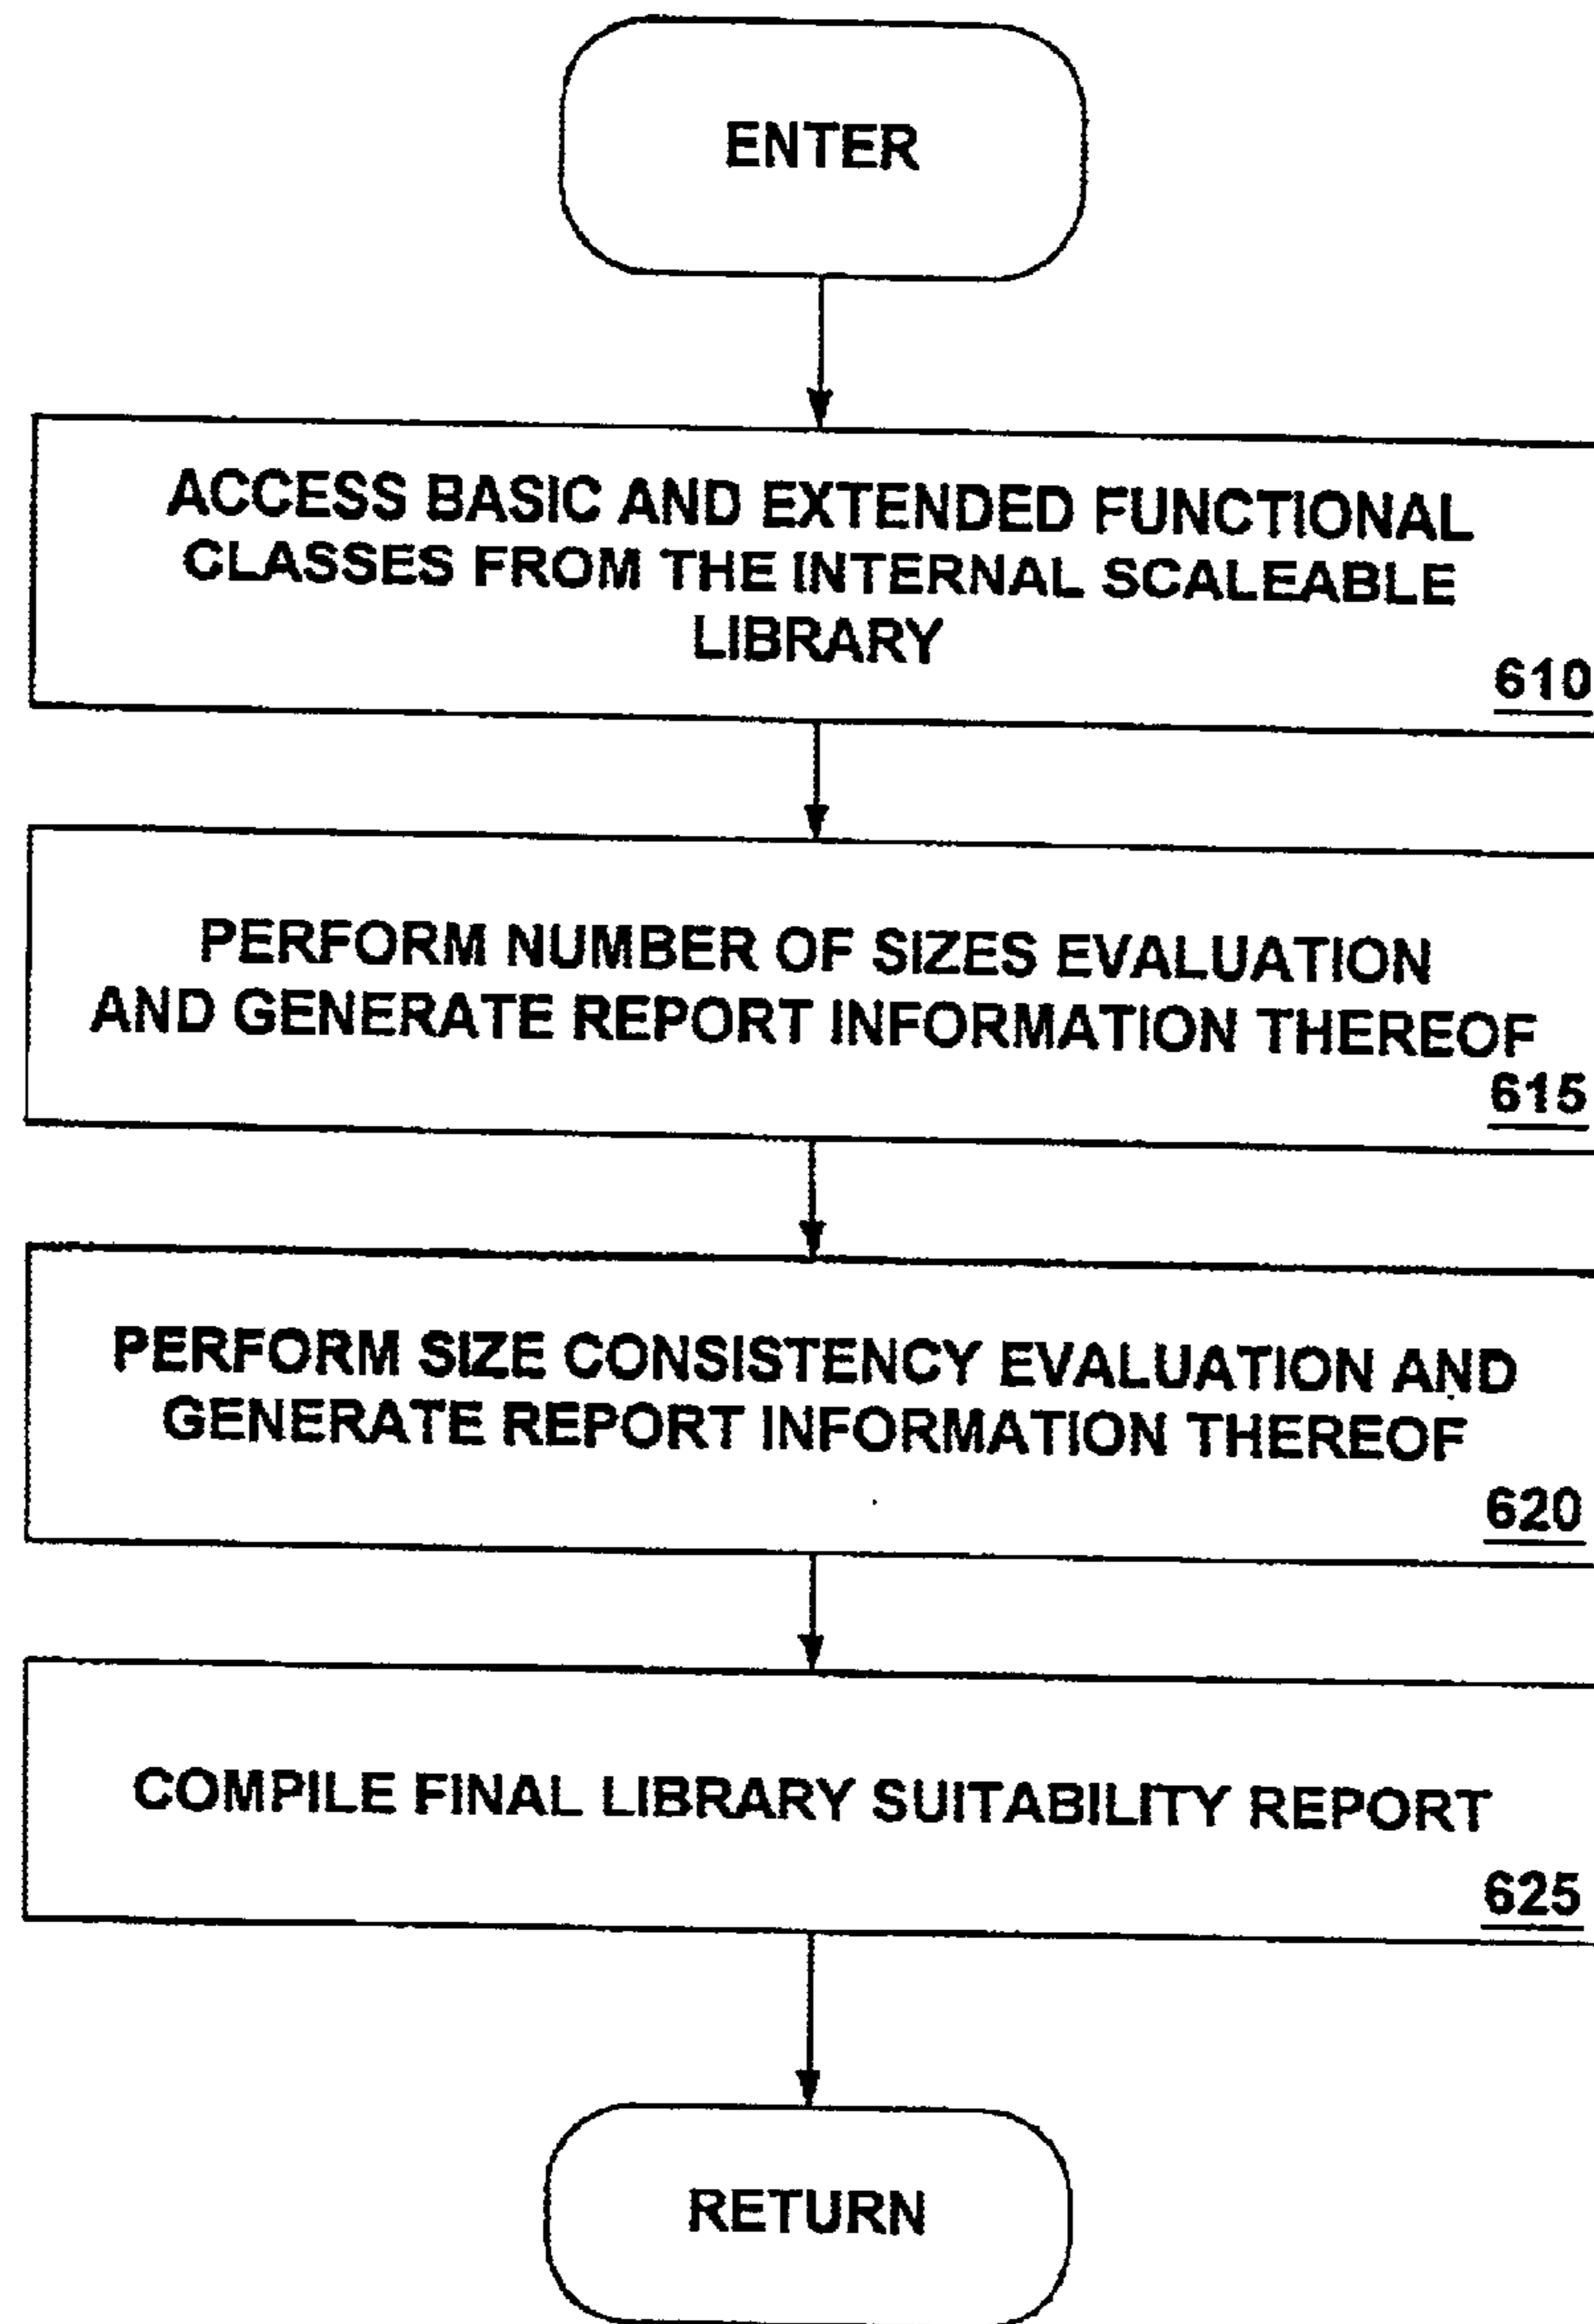 ENTER
ACCESS BASIC AND EXTENDED FUNCTIONAL
CLASSES FROM THE INTERNAL SCALEABLE
LIBRARY
610
PERFORM NUMBER OF SIZES EVALUATION
AND GENERATE REPORT INFORMATION THEREOF
615
PERFORM SIZE CONSISTENCY EVALUATION AND
GENERATE REPORT INFORMATION THEREOF
620
COMPILE FINAL LIBRARY SUITABILITY REPORT
625
RETURN